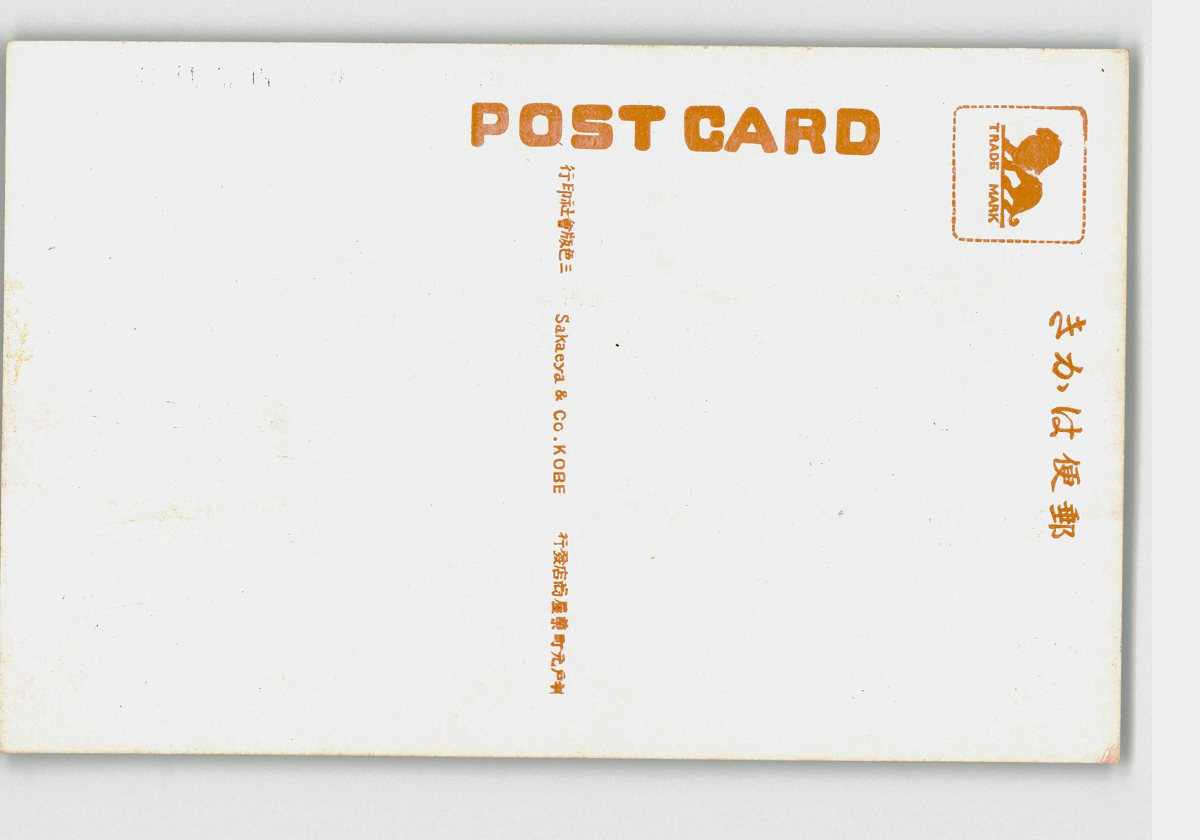 POST CARD
TRADE MARK
郵便はかき
三色版會社印行
Sakaeya & Co. KOBE
神戶元町榮屋商店發行